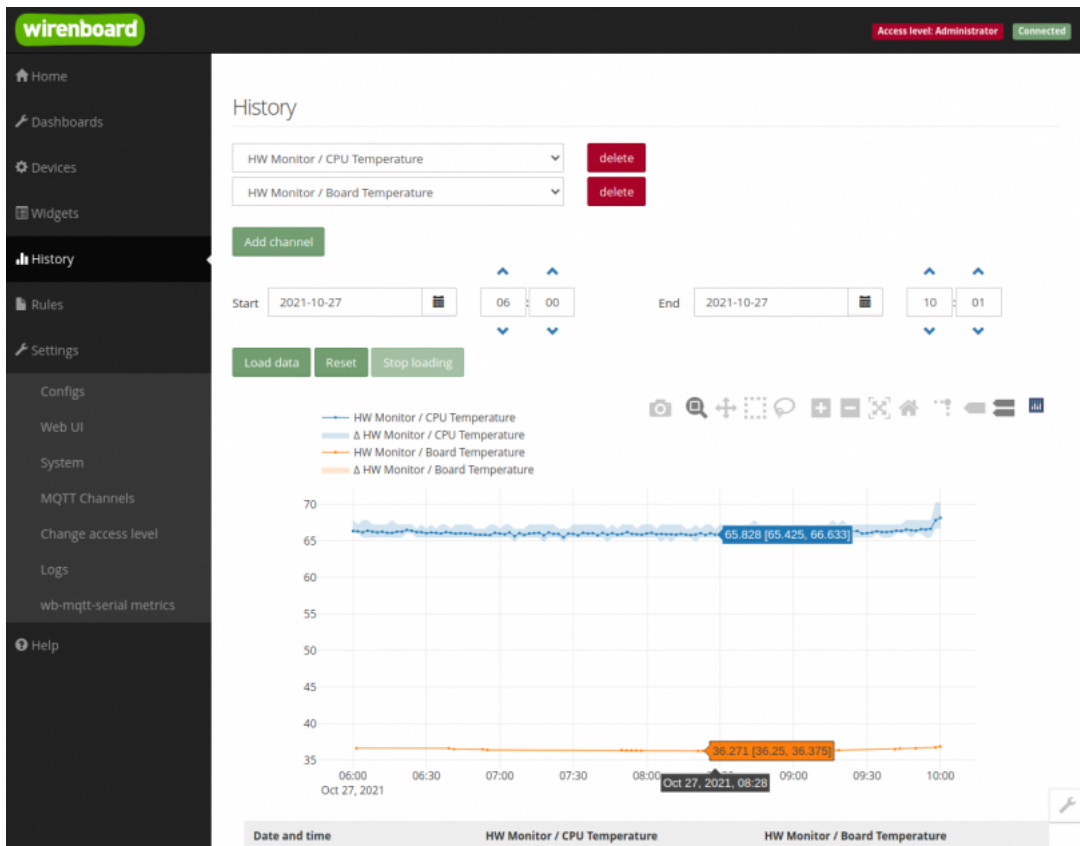 wirenboard
Access level: Administrator
Connected
Home
Dashboards
Devices
Widgets
History
Rules
Settings
Configs
Web UI
System
MQTT Channels
Change access level
Logs
wb-mqtt-serial metrics
Help
History
HW Monitor / CPU Temperature
delete
HW Monitor / Board Temperature
delete
Add channel
Start 2021-10-27 06 : 00 End 2021-10-27 10 : 01
Load data Reset Stop loading
HW Monitor / CPU Temperature
Δ HW Monitor / CPU Temperature
HW Monitor / Board Temperature
Δ HW Monitor / Board Temperature
70
65
60
55
50
45
40
35
65.828 [65.425, 66.633]
36.271 [36.25, 36.375]
06:00 06:30 07:00 07:30 08:00 09:00 09:30 10:00
Oct 27, 2021
Oct 27, 2021, 08:28
Date and time HW Monitor / CPU Temperature HW Monitor / Board Temperature